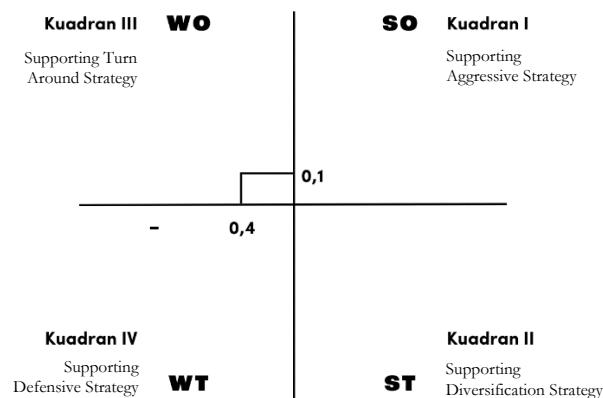 Kuadran III WO
Supporting Turn
Around Strategy
SO Kuadran I
Supporting
Aggressive Strategy
0,1
- 0,4
Kuadran IV
Supporting
Defensive Strategy WT
Kuadran II
ST Supporting
Diversification Strategy